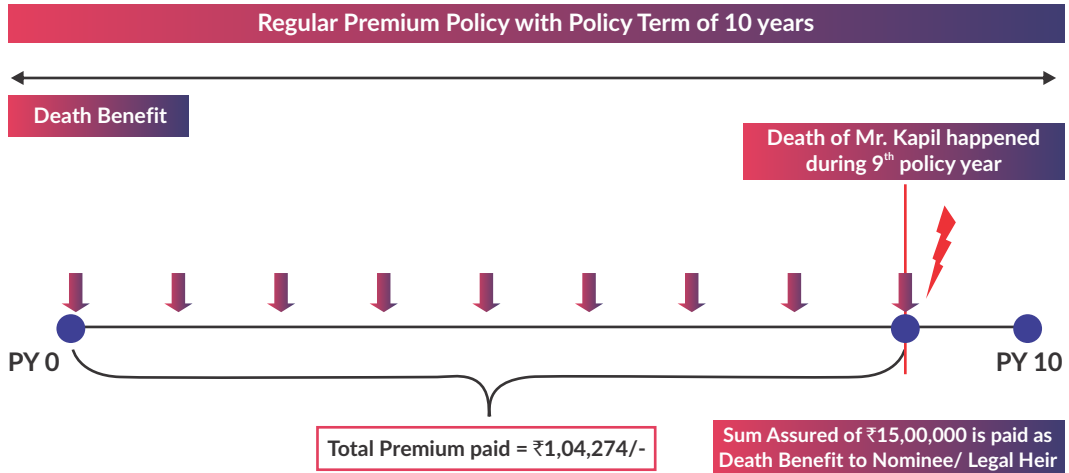 Regular Premium Policy with Policy Term of 10 years
Death Benefit
Death of Mr. Kapil happened
during 9th policy year
PY 0
PY 10
Total Premium paid = ₹1,04,274/-
Sum Assured of ₹15,00,000 is paid as
Death Benefit to Nominee/ Legal Heir